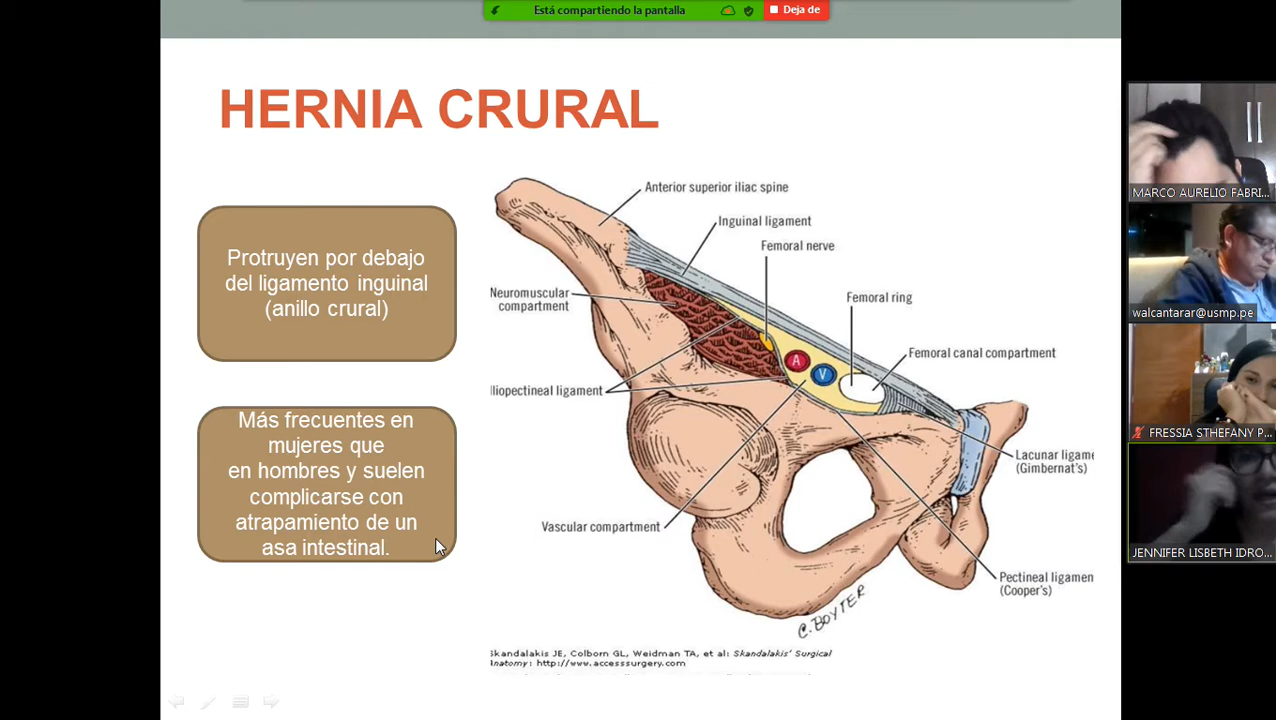 Está compartiendo la pantalla
Deja de
HERNIA CRURAL
Protruyen por debajo
del ligamento inguinal
(anillo crural)
Más frecuentes en
mujeres que
en hombres y suelen
complicarse con
atrapamiento de un
asa intestinal.
Anterior superior iliac spine
Inguinal ligament
Femoral nerve
Neuromuscular
compartment
Femoral ring
Femoral canal compartment
A
V
Iliopectineal ligament
Lacunar ligame
(Gimbernat's)
Vascular compartment
Pectineal ligamen
(Cooper's)
C. BOYTER
Skandalakis JE, Colborn GL, Weidman TA, et al: Skandalakis' Surgical
Anatomy: http://www.accesssurgery.com
MARCO AURELIO FABRI...
walcantarar@usmp.pe
FRESSIA STHEFANY P...
JENNIFER LISBETH IDRO...